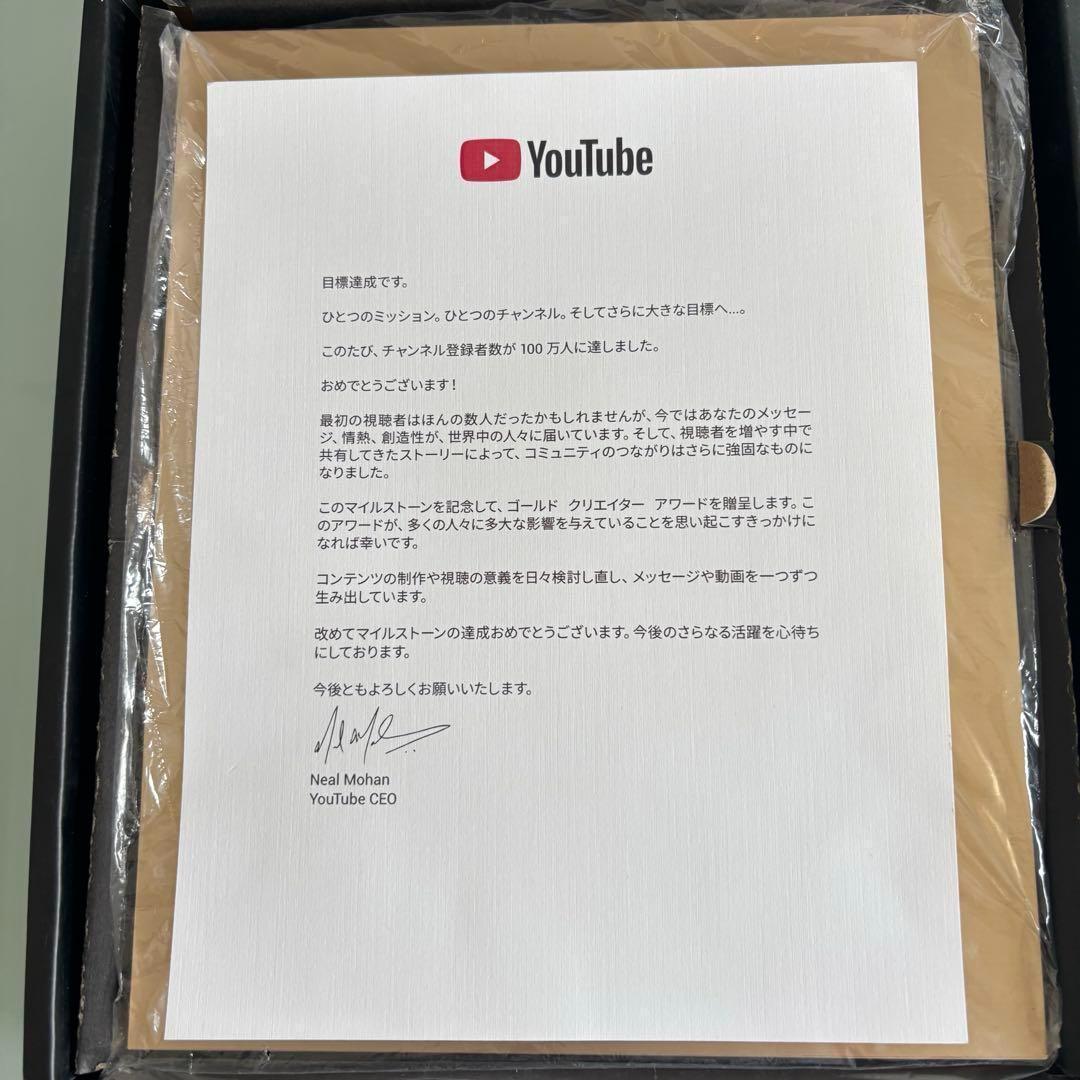 YouTube
目標達成です。
ひとつのミッション。ひとつのチャンネル。そしてさらに大きな目標へ...。
このたび、チャンネル登録者数が 100 万人に達しました。
おめでとうございます！
最初の視聴者はほんの数人だったかもしれませんが、今ではあなたのメッセー
ジ、情熱、創造性が、世界中の人々に届いています。そして、視聴者を増やす中で
共有してきたストーリーによって、コミュニティのつながりはさらに強固なものに
なりました。
このマイルストーンを記念して、ゴールド クリエイター アワードを贈呈します。こ
のアワードが、多くの人々に多大な影響を与えていることを思い起こすきっかけに
なれば幸いです。
コンテンツの制作や視聴の意義を日々検討し直し、メッセージや動画を一つずつ
生み出しています。
改めてマイルストーンの達成おめでとうございます。今後のさらなる活躍を心待ち
にしております。
今後ともよろしくお願いいたします。
Neal Mohan
YouTube CEO